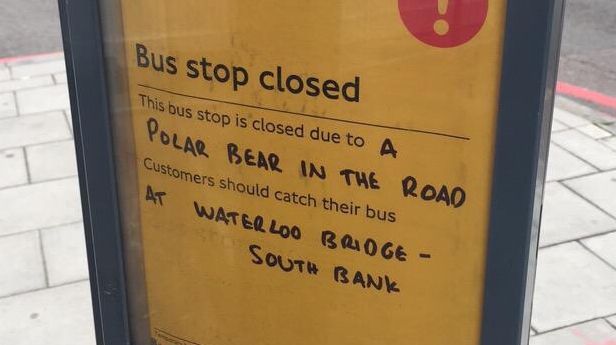 !
Bus stop closed
This bus stop is closed due to A
POLAR BEAR IN THE ROAD
Customers should catch their bus
AT WATERLOO BRIDGE -
SOUTH BANK